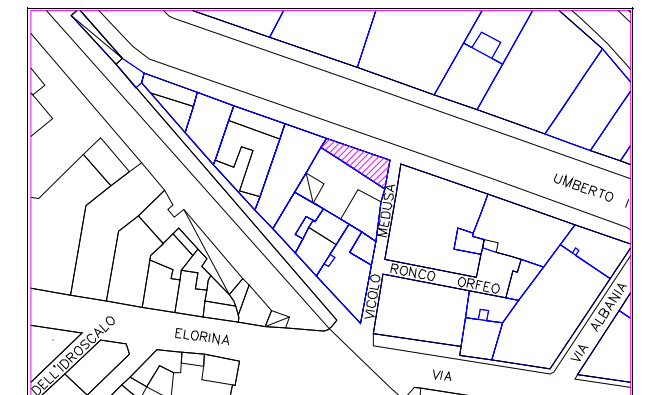 UMBERTO I
MEDUSA
VICOLO
RONCO ORFEO
VIA ALBANIA
ELORINA
DELL'IDROSCALO
VIA